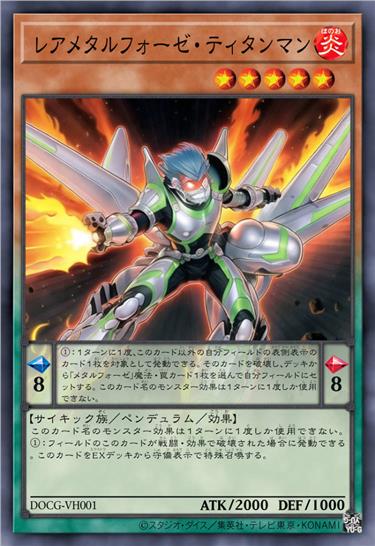 レアメタルフォーゼ・ティタンマン
ほのお
炎
①:1ターンに1度、このカード以外の自分フィールドの表側表示の
カード1枚を対象として発動できる。そのカードを破壊し、デッキか
ら「メタルフォーゼ」魔法・罠カード1枚を選んで自分フィールドにセ
ットする。このカード名のモンスター効果は1ターンに1度しか使用
できない。
8
8
【サイキック族/ペンデュラム/効果】
このカード名のモンスター効果は1ターンに1度しか使用できない。
①:フィールドのこのカードが戦闘・効果で破壊された場合に発動でき
る。このカードをEXデッキから守備表示で特殊召喚する。
DOCG-VH001
ATK/2000 DEF/1000
©スタジオ・ダイス/集英社・テレビ東京・KONAMI